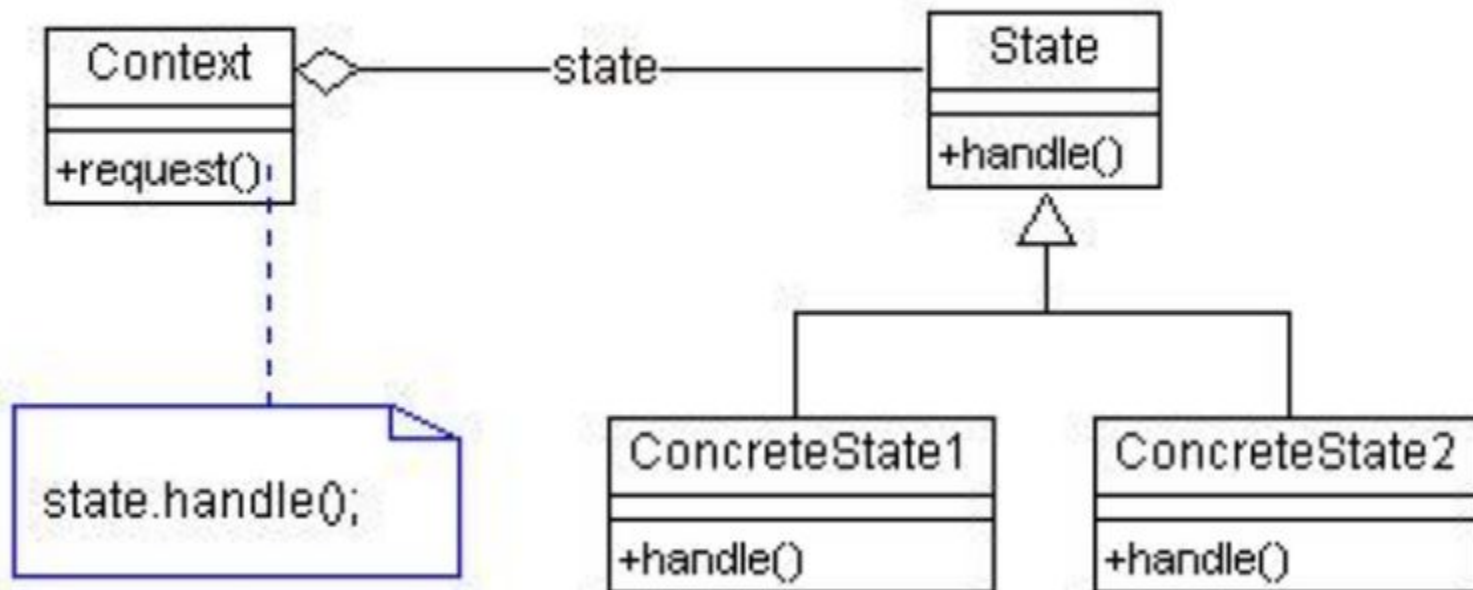 Context
+request()
state
State
+handle()
state.handle();
ConcreteState1
+handle()
ConcreteState2
+handle()